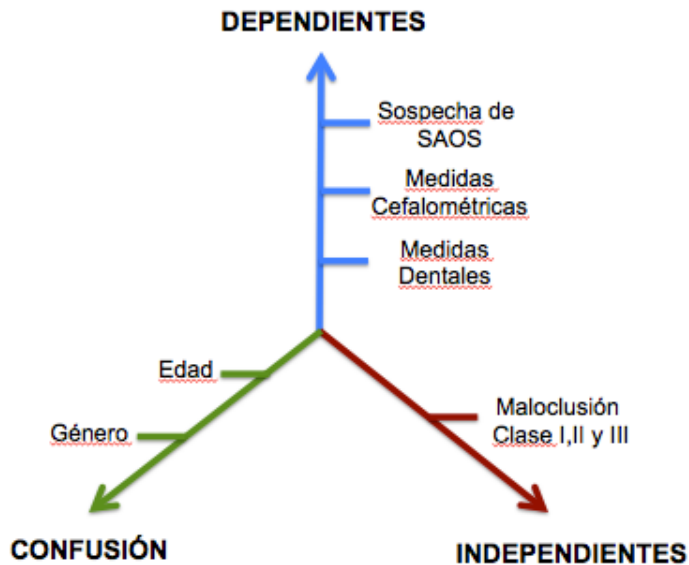 DEPENDIENTES
Sospecha de
SAOS
Medidas
Cefalométricas
Medidas
Dentales
Edad
Género
Maloclusión
Clase I,II y III
CONFUSIÓN
INDEPENDIENTES